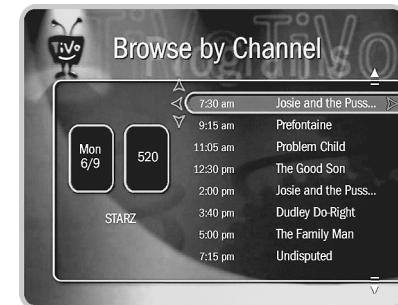 TiVo
Browse by Channel
7:30 am Josie and the Puss...
9:15 am Prefontaine
11:05 am Problem Child
12:30 pm The Good Son
2:00 pm Josie and the Puss...
3:40 pm Dudley Do-Right
5:00 pm The Family Man
7:15 pm Undisputed
Mon
6/9
520
STARZ